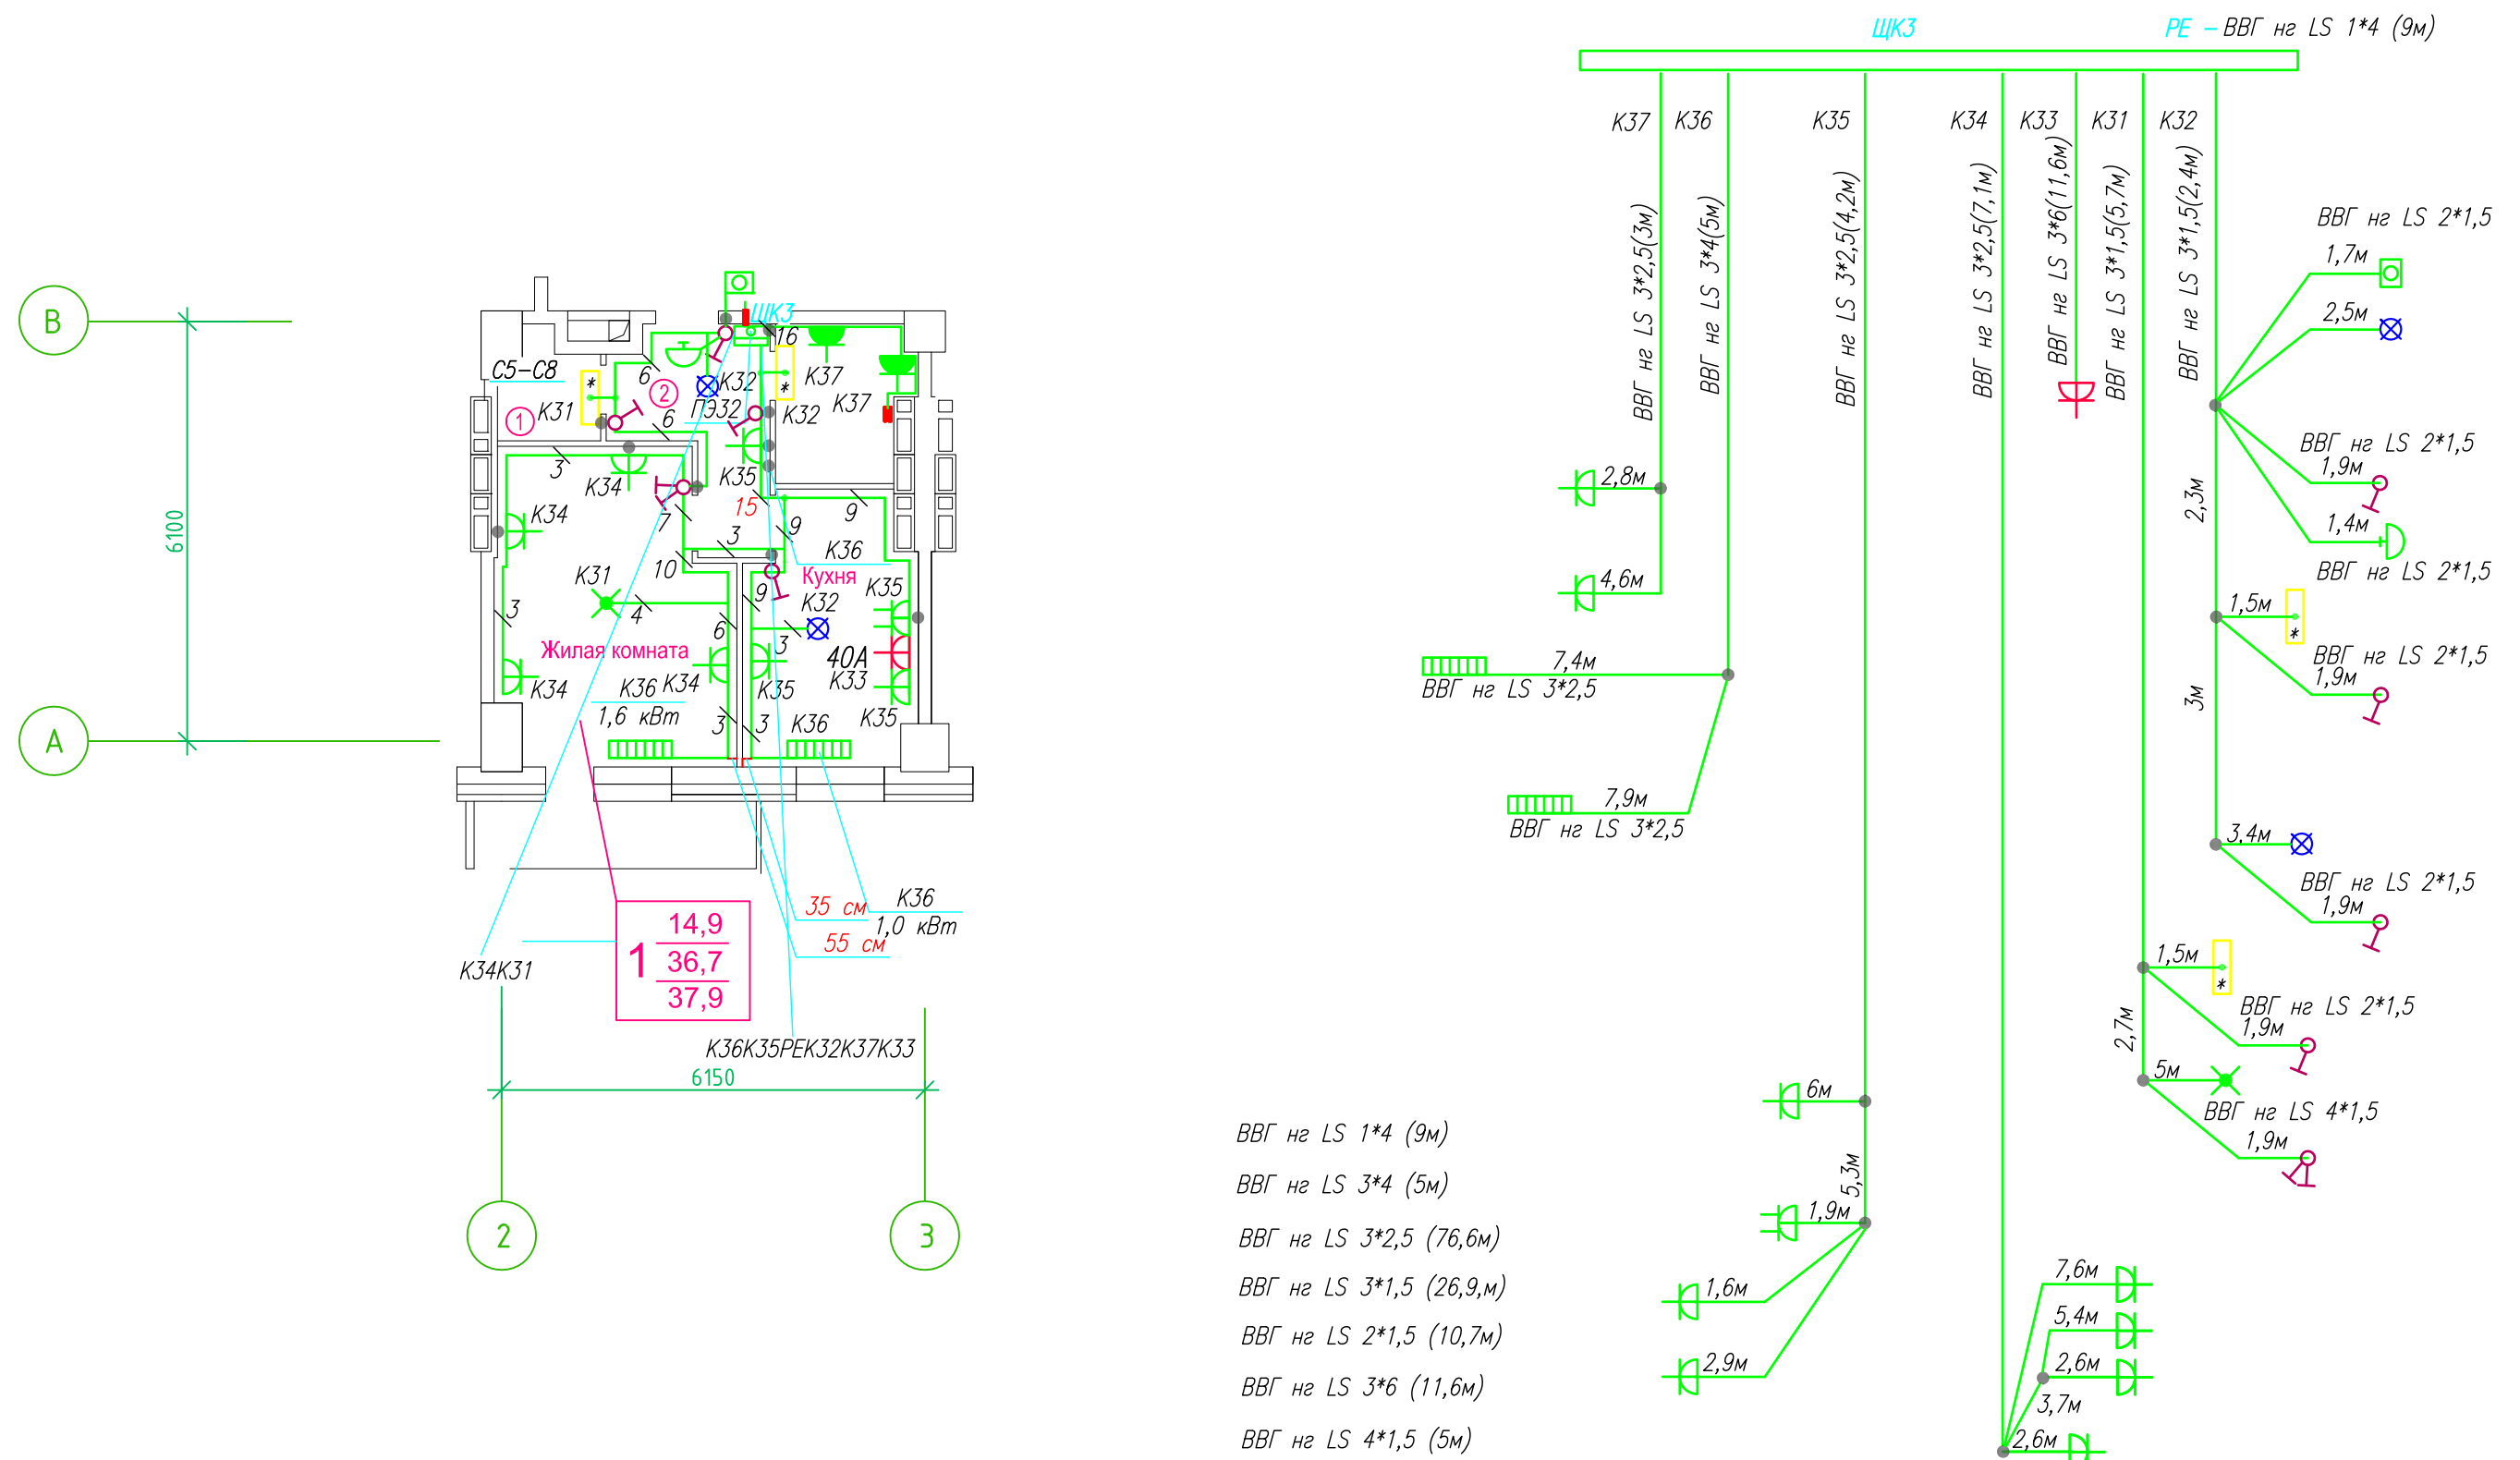 В
А
6100
С5-С8
К31
1
2
6
6
ЩК3
16
К37
К37
К32
ПЭ32
К32
*
*
3
К34
К35
15
9
9
К34
7
3
К36
10
Кухня
К31
К35
К32
9
3
4
6
3
Жилая комната
40А
К33
К34
К36
К34
К35
1,6 кВт
3
3
К36
К35
35 см
К36
1,0 кВт
55 см
14,9
1
36,7
37,9
К34К31
К36К35РЕК32К37К33
6150
2
3
ЩК3
РЕ - ВВГ нг LS 1*4 (9м)
К37
К36
К35
К34
К33
К31
К32
ВВГ нг LS 3*2,5(3м)
ВВГ нг LS 3*4(5м)
ВВГ нг LS 3*2,5(4,2м)
ВВГ нг LS 3*2,5(7,1м)
ВВГ нг LS 3*6(11,6м)
ВВГ нг LS 3*1,5(5,7м)
ВВГ нг LS 3*1,5(2,4м)
ВВГ нг LS 2*1,5
1,7м
2,5м
ВВГ нг LS 2*1,5
1,9м
1,4м
ВВГ нг LS 2*1,5
2,3м
1,5м
*
ВВГ нг LS 2*1,5
1,9м
3м
3,4м
ВВГ нг LS 2*1,5
1,9м
1,5м
*
ВВГ нг LS 2*1,5
1,9м
2,7м
5м
ВВГ нг LS 4*1,5
1,9м
2,8м
4,6м
7,4м
ВВГ нг LS 3*2,5
7,9м
ВВГ нг LS 3*2,5
6м
5,3м
1,9м
1,6м
2,9м
7,6м
5,4м
2,6м
3,7м
2,6м
ВВГ нг LS 1*4 (9м)
ВВГ нг LS 3*4 (5м)
ВВГ нг LS 3*2,5 (76,6м)
ВВГ нг LS 3*1,5 (26,9,м)
ВВГ нг LS 2*1,5 (10,7м)
ВВГ нг LS 3*6 (11,6м)
ВВГ нг LS 4*1,5 (5м)